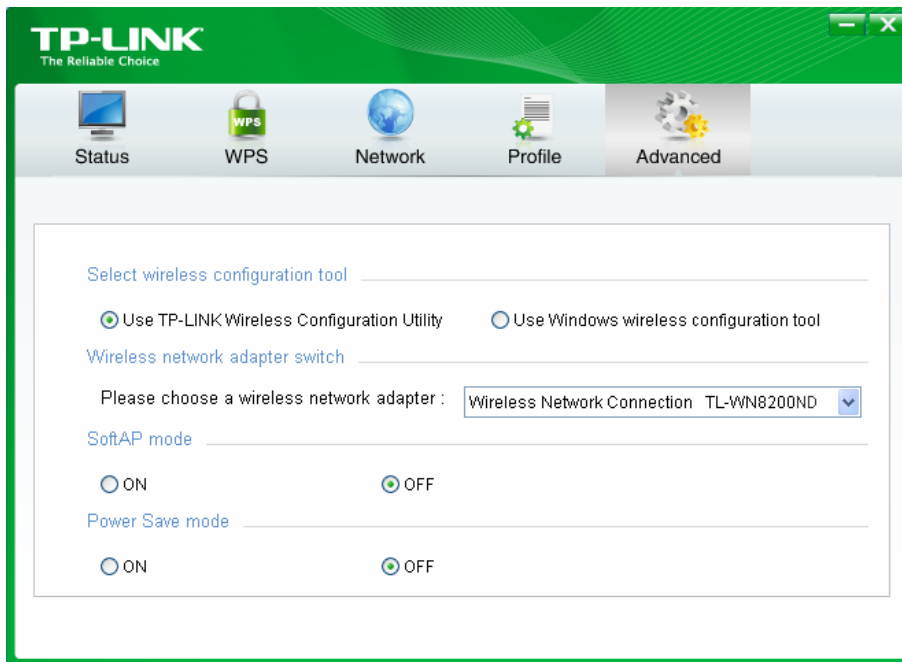 TP-LINK
The Reliable Choice
WPS
Status WPS Network Profile Advanced
Select wireless configuration tool
Use TP-LINK Wireless Configuration Utility Use Windows wireless configuration tool
Wireless network adapter switch
Please choose a wireless network adapter : Wireless Network Connection TL-WN8200ND
SoftAP mode
ON OFF
Power Save mode
ON OFF